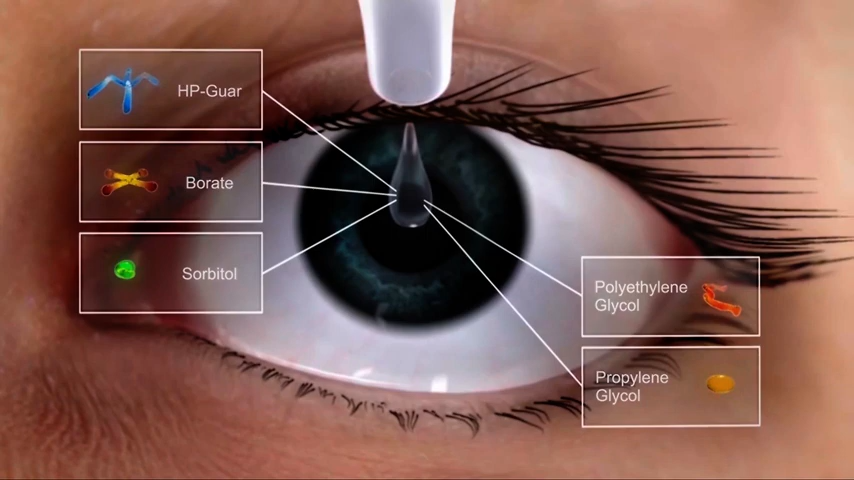 HP-Guar
Borate
Sorbitol
Polyethylene
Glycol
Propylene
Glycol